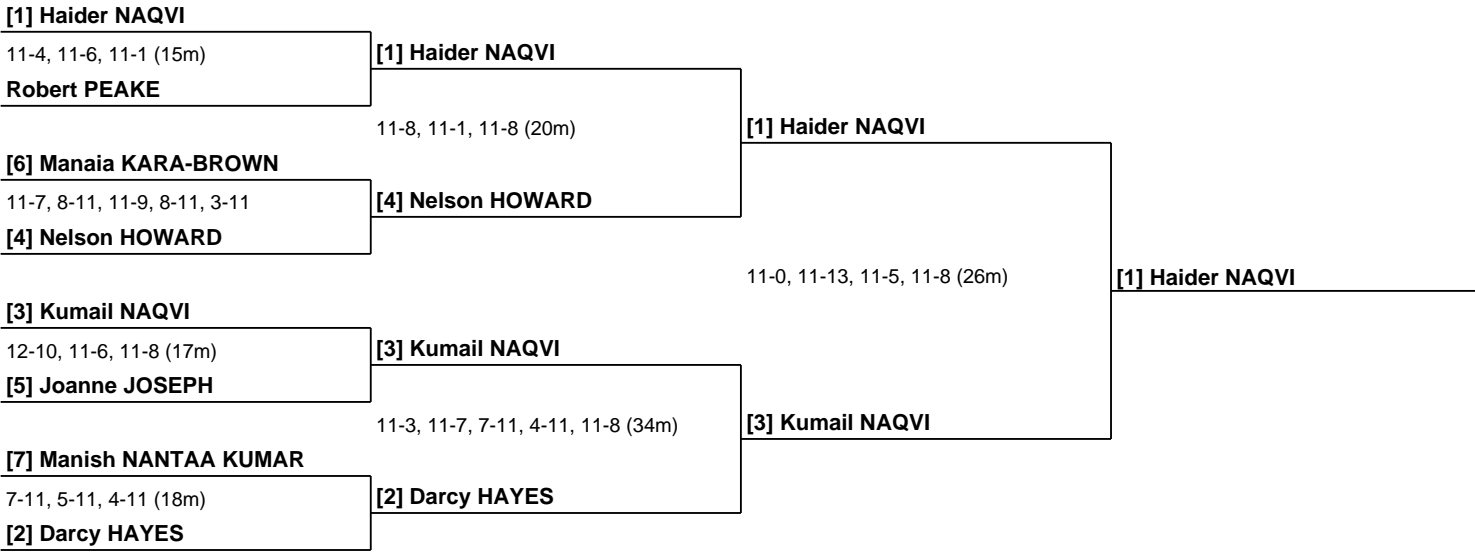 [1] Haider NAQVI
11-4, 11-6, 11-1 (15m)
Robert PEAKE
[6] Manaia KARA-BROWN
11-7, 8-11, 11-9, 8-11, 3-11
[4] Nelson HOWARD
[3] Kumail NAQVI
12-10, 11-6, 11-8 (17m)
[5] Joanne JOSEPH
[7] Manish NANTAA KUMAR
7-11, 5-11, 4-11 (18m)
[2] Darcy HAYES
[1] Haider NAQVI
11-8, 11-1, 11-8 (20m)
[4] Nelson HOWARD
[3] Kumail NAQVI
11-3, 11-7, 7-11, 4-11, 11-8 (34m)
[2] Darcy HAYES
[1] Haider NAQVI
11-0, 11-13, 11-5, 11-8 (26m)
[3] Kumail NAQVI
[1] Haider NAQVI